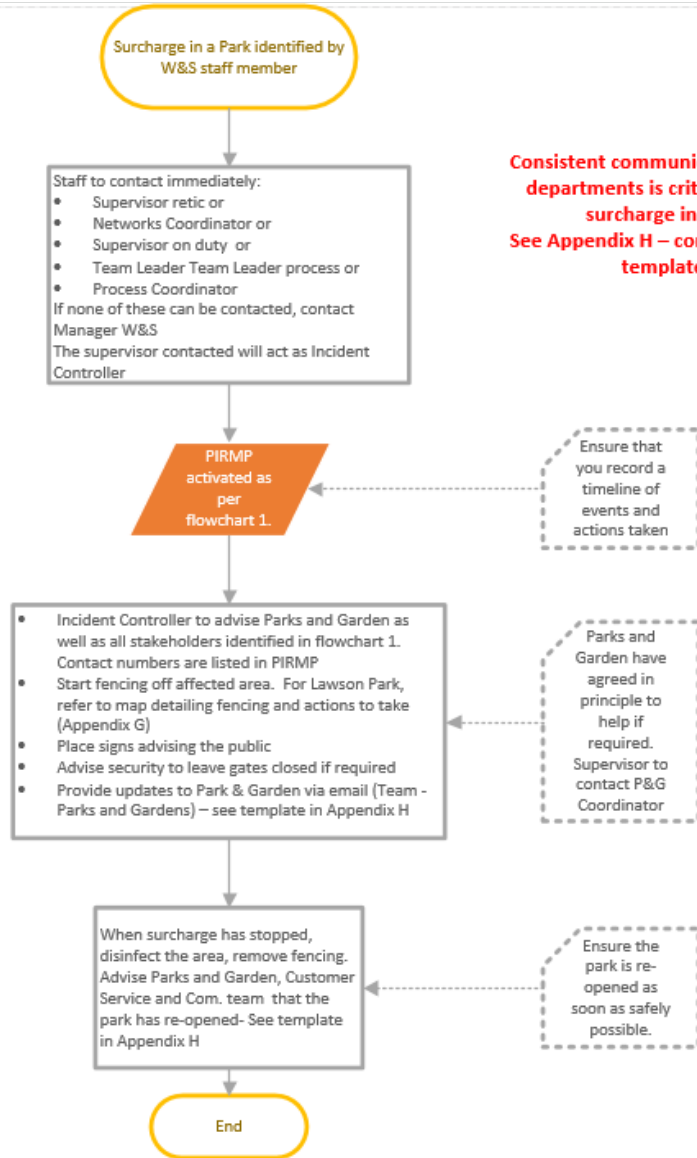 Surcharge in a Park identified by
W&S staff member
Consistent
departments is
surcharge in
See Appendix H –
Staff to contact immediately:
• Supervisor retic or
• Networks Coordinator or
• Supervisor on duty or
• Team Leader Team Leader process or
• Process Coordinator
If none of these can be contacted, contact
Manager W&S
The supervisor contacted will act as Incident
Controller
PIRMP
activated as
per
flowchart 1.
Ensure that
you record a
timeline of
events and
actions taken
• Incident Controller to advise Parks and Garden as
well as all stakeholders identified in flowchart 1.
Contact numbers are listed in PIRMP
• Start fencing off affected area. For Lawson Park,
refer to map detailing fencing and actions to take
(Appendix G)
• Place signs advising the public
• Advise security to leave gates closed if required
• Provide updates to Park & Garden via email (Team -
Parks and Gardens) – see template in Appendix H
Parks and
Garden have
agreed in
principle to
help if
required.
Supervisor to
contact P&G
Coordinator
When surcharge has stopped,
disinfect the area, remove fencing.
Advise Parks and Garden, Customer
Service and Com. team that the
park has re-opened- See template
in Appendix H
Ensure the
park is re-
opened as
soon as safely
possible.
End